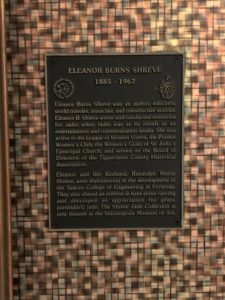 ELEANOR BURNS SHREVE
1885 - 1967
Eleanor Burns Shreve was an author, educator,
world traveler, musician, and conservative activist.
Eleanor B. Shreve wrote and conducted scenarios
for radio when radio was in its zenith as an
entertainment and communication media. She was
active in the League of Women Voters, the Purdue
Women's Club, the Women's Guild of St. John's
Episcopal Church, and served on the Board of
Directors of the Tippecanoe County Historical
Association.
Eleanor and her husband, Randolph Norris
Shreve, were instrumental in the development of
the Taiwan College of Engineering in Formosa.
They also shared an interest in hard stone carving
and developed an appreciation for gems,
particularly jade. The Shreve Jade Collection is
now housed at the Indianapolis Museum of Art.